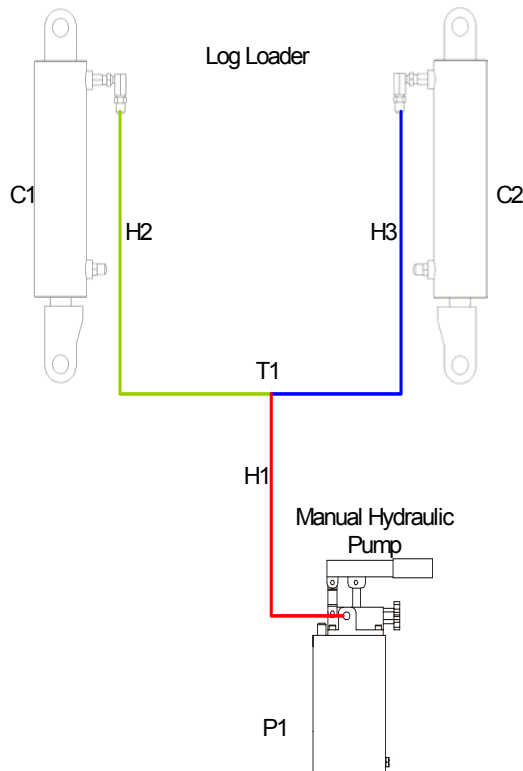 Log Loader
C1
C2
H2
H3
T1
H1
Manual Hydraulic
Pump
P1